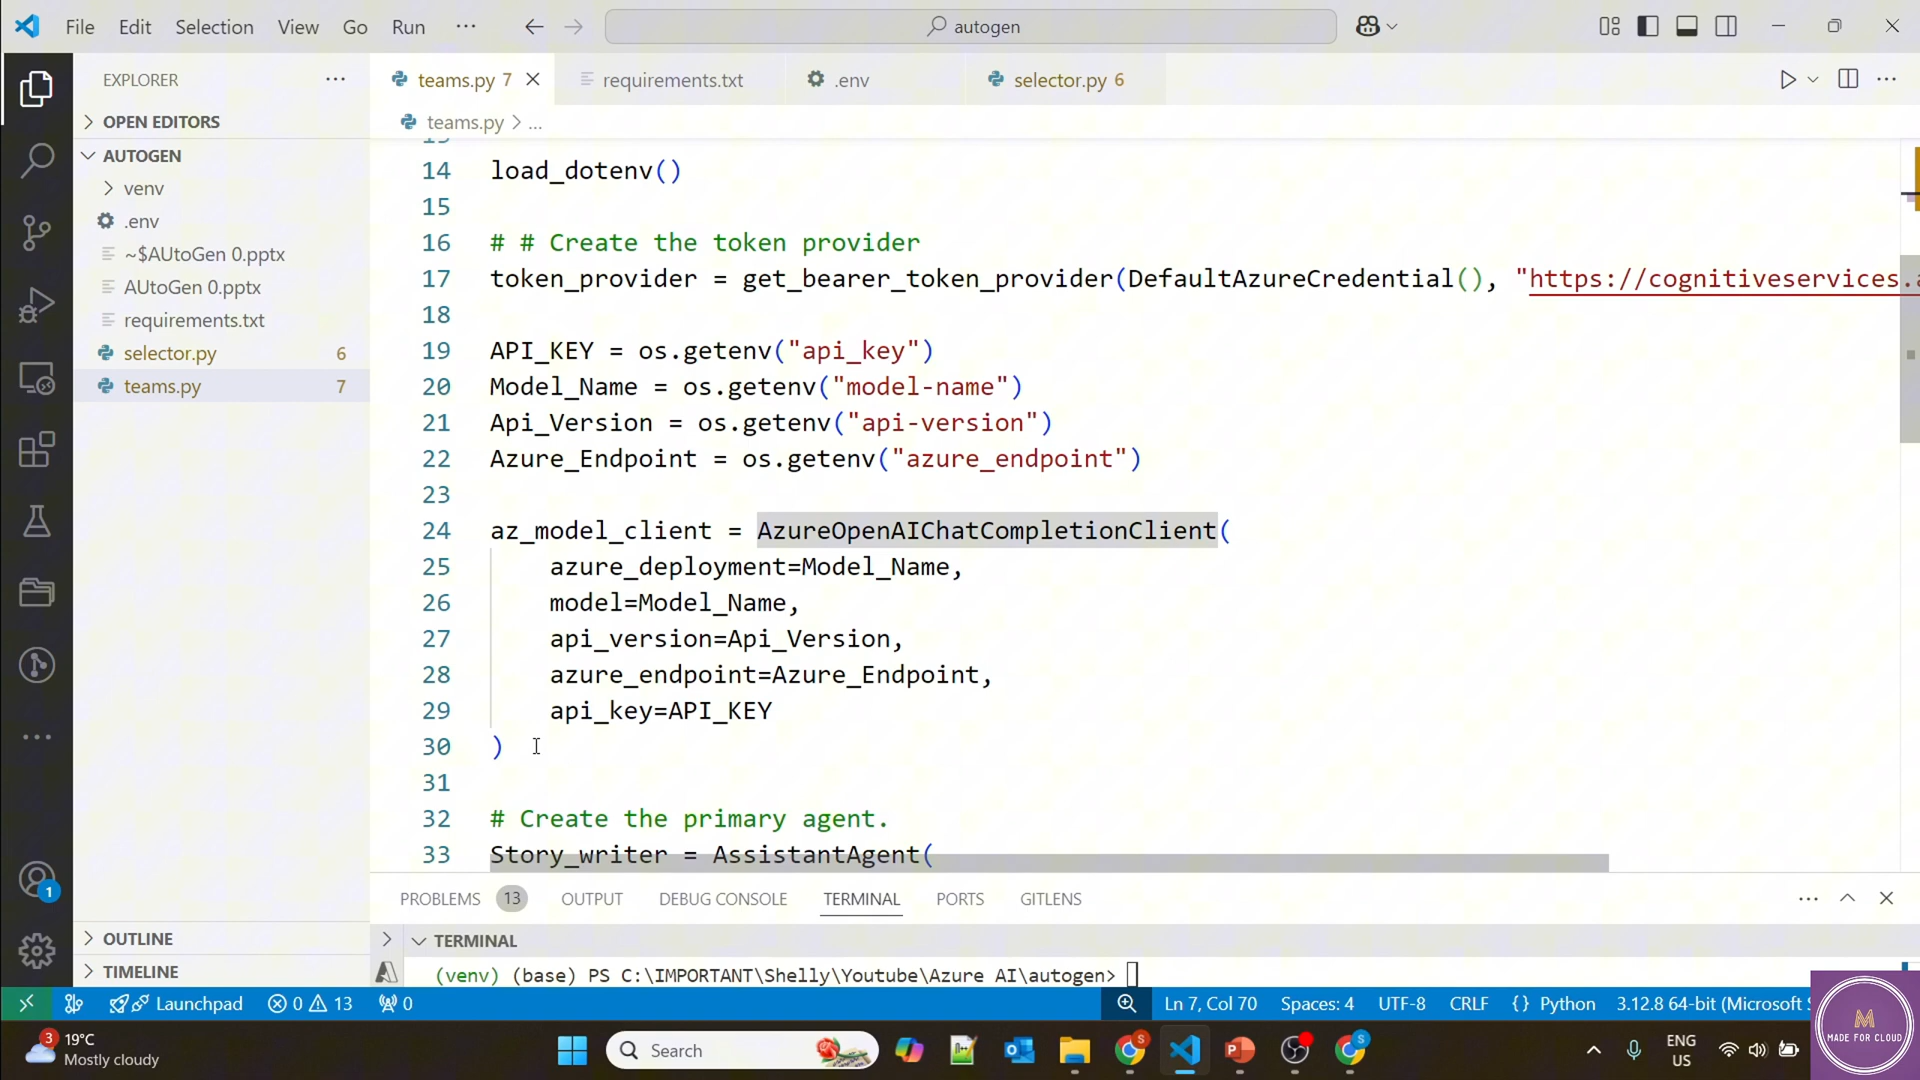 File Edit Selection View Go Run ··· autogen
EXPLORER ···
teams.py 7
requirements.txt
.env
selector.py 6
OPEN EDITORS
teams.py > ...
AUTOGEN
venv
.env
~$AUtoGen 0.pptx
AUtoGen 0.pptx
requirements.txt
selector.py 6
teams.py 7
OUTLINE
TIMELINE
14 load_dotenv()
15
16 # # Create the token provider
17 token_provider = get_bearer_token_provider(DefaultAzureCredential(), "https://cognitiveservices.
18
19 API_KEY = os.getenv("api_key")
20 Model_Name = os.getenv("model-name")
21 Api_Version = os.getenv("api-version")
22 Azure_Endpoint = os.getenv("azure_endpoint")
23
24 az_model_client = AzureOpenAIChatCompletionClient(
25 azure_deployment=Model_Name,
26 model=Model_Name,
27 api_version=Api_Version,
28 azure_endpoint=Azure_Endpoint,
29 api_key=API_KEY
30 )
31
32 # Create the primary agent.
33 Story_writer = AssistantAgent(
PROBLEMS 13 OUTPUT DEBUG CONSOLE TERMINAL PORTS GITLENS
TERMINAL
(venv) (base) PS C:\IMPORTANT\Shelly\Youtube\Azure AI\autogen>
1
Launchpad 0 13 0 Ln 7, Col 70 Spaces: 4 UTF-8 CRLF {} Python 3.12.8 64-bit (Microsoft
3 19°C
Mostly cloudy
Search
ENG
US
M
MADE FOR CLOUD